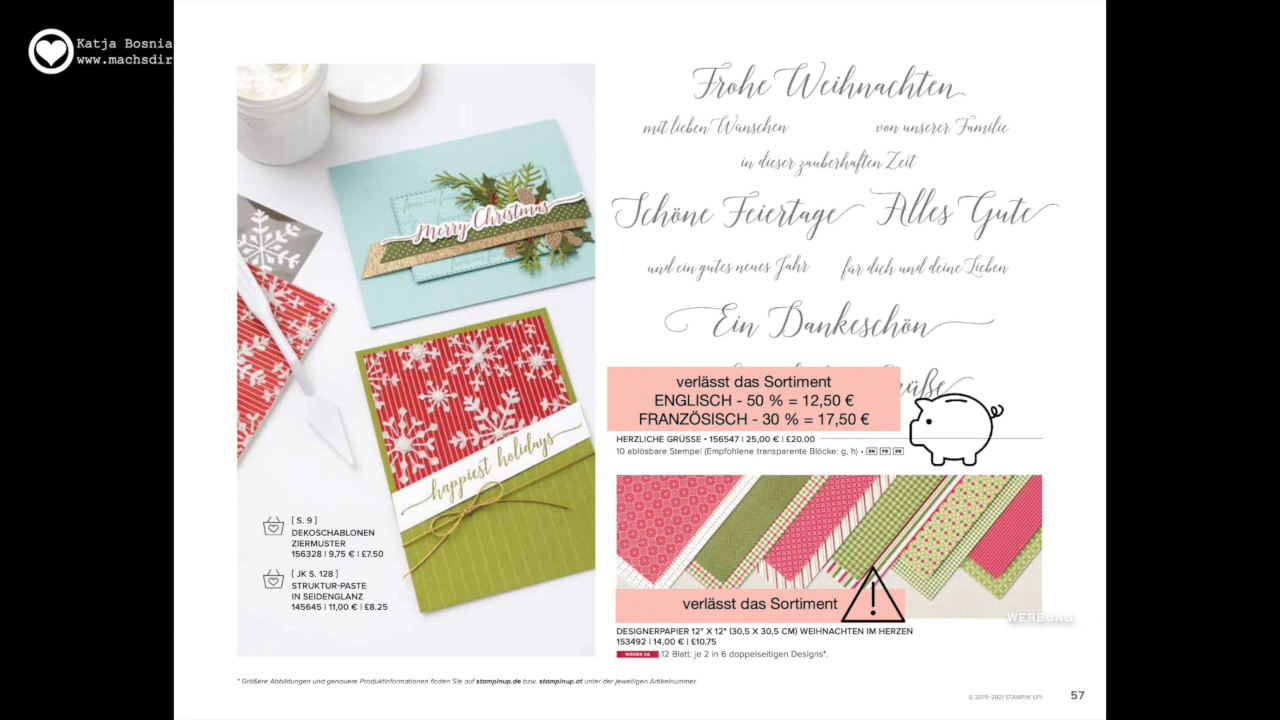 Katja Bosnia
www.machsdir
Frohe Weihnachten
mit lieben Wünschen
von unserer Familie
in dieser zauberhaften Zeit
Schöne Feiertage
Alles Gute
und ein gutes neues Jahr
für dich und deine Lieben
Ein Dankeschön
Merry Christmas
happiest holidays
verlässt das Sortiment
ENGLISCH - 50 % = 12,50 €
FRANZÖSISCH - 30 % = 17,50 €
HERZLICHE GRÜSSE • 156547 | 25,00 € | £20.00
10 ablösbare Stempel (Empfohlene transparente Blöcke: g, h) • EN FR DE
[ S. 9 ]
DEKOSCHABLONEN
ZIERMUSTER
156328 | 9,75 € | £7.50
[ JK S. 128 ]
STRUKTUR-PASTE
IN SEIDENGLANZ
145645 | 11,00 € | £8.25
verlässt das Sortiment
WERBUNG
DESIGNERPAPIER 12" X 12" (30,5 X 30,5 CM) WEIHNACHTEN IM HERZEN
153492 | 14,00 € | £10.75
WIEDER DA 12 Blatt: je 2 in 6 doppelseitigen Designs*.
* Größere Abbildungen und genauere Produktinformationen finden Sie auf stampinup.de bzw. stampinup.at unter der jeweiligen Artikelnummer.
© 2019–2021 STAMPIN' UP!
57